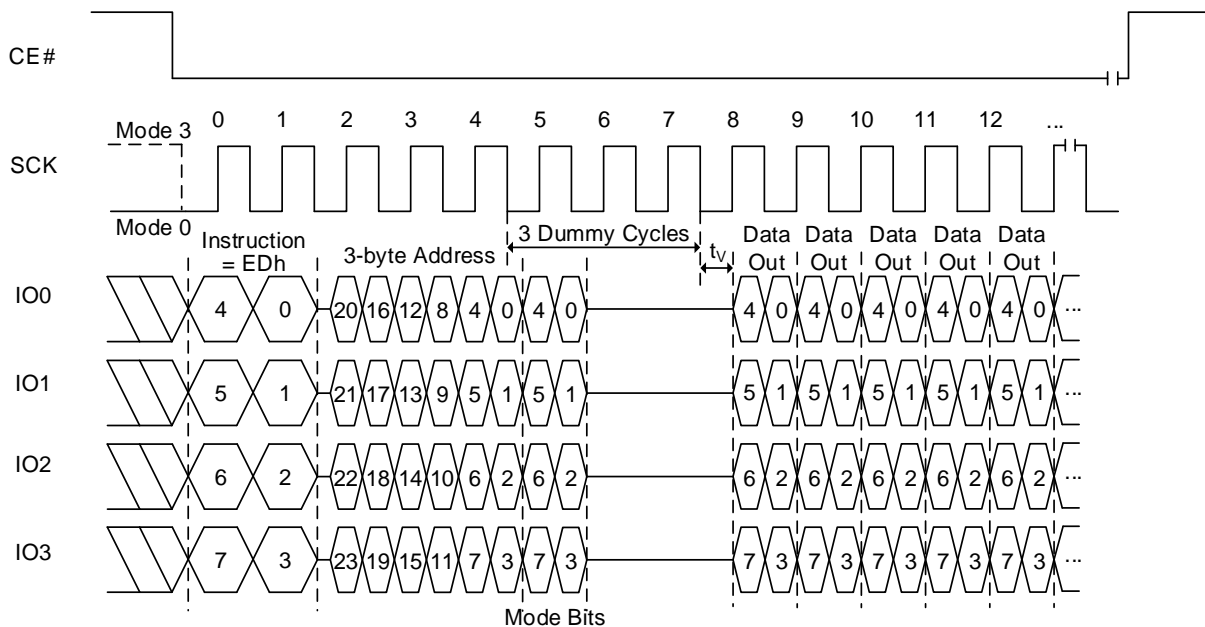 CE#
Mode 3 0 1 2 3 4 5 6 7 8 9 10 11 12 ...
SCK
Mode 0
Instruction = EDh
3-byte Address
3 Dummy Cycles
tV
Data Out Data Out Data Out Data Out Data Out
IO0 4 0 20 16 12 8 4 0 4 0 4 0 4 0 4 0 4 0 4 0 ...
IO1 5 1 21 17 13 9 5 1 5 1 5 1 5 1 5 1 5 1 5 1 ...
IO2 6 2 22 18 14 10 6 2 6 2 6 2 6 2 6 2 6 2 6 2 ...
IO3 7 3 23 19 15 11 7 3 7 3 7 3 7 3 7 3 7 3 7 3 ...
Mode Bits